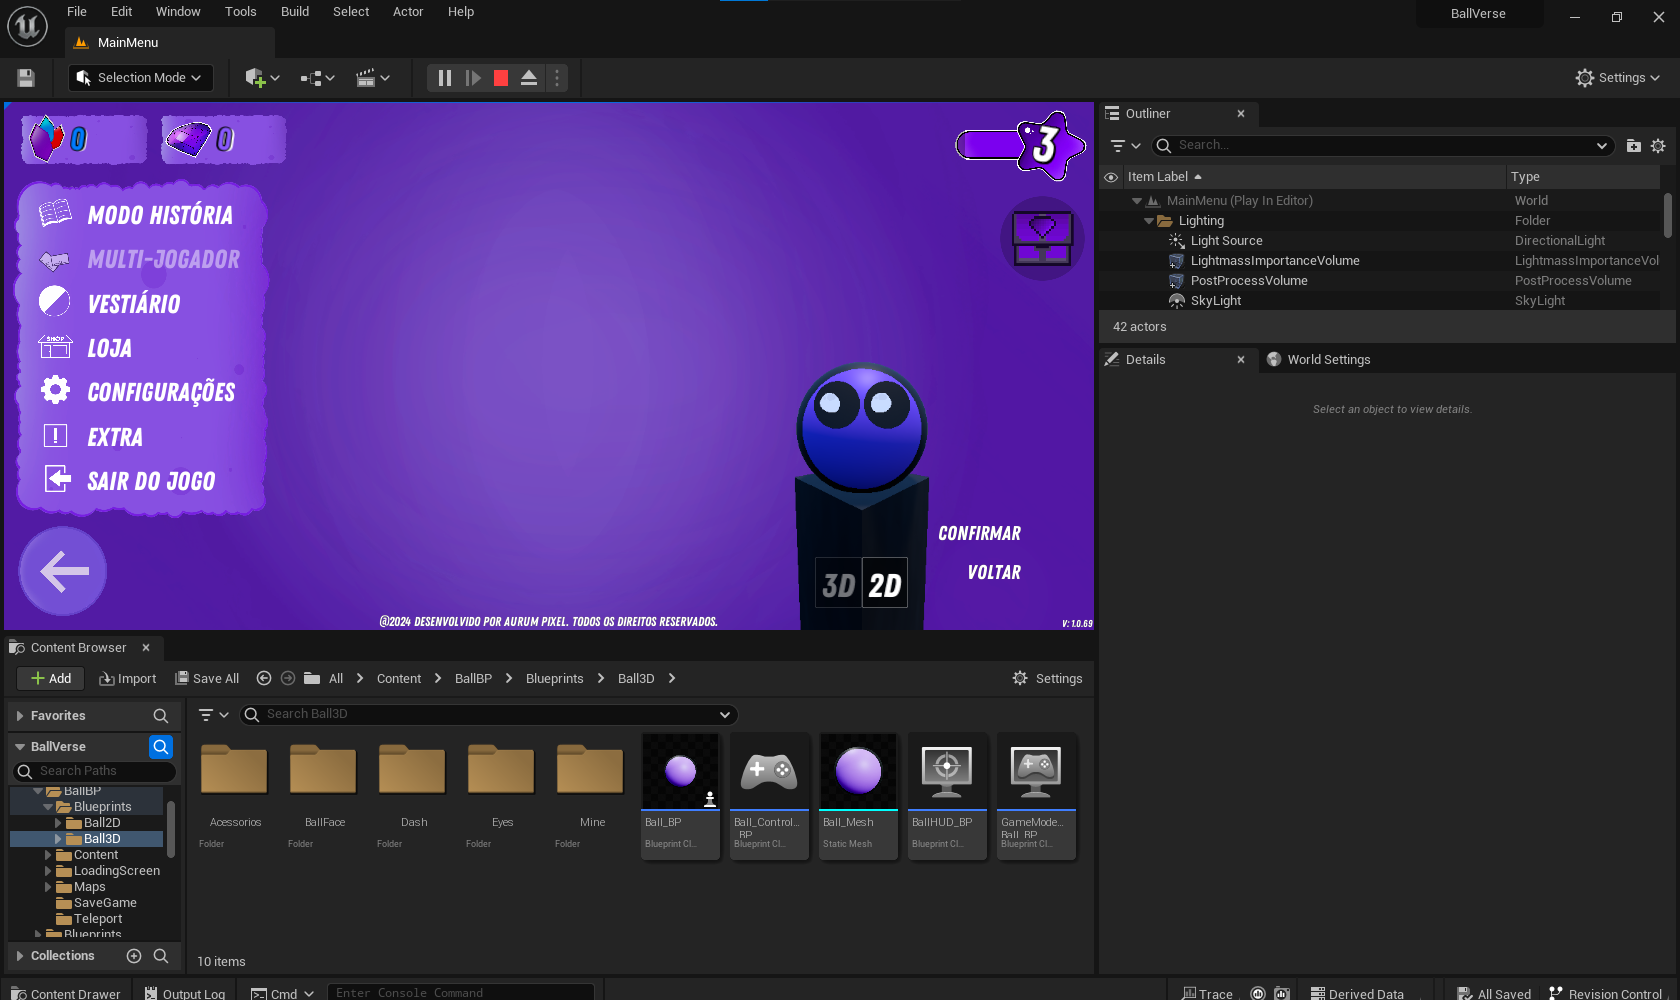 File Edit Window Tools Build Select Actor Help
BallVerse
MainMenu
Selection Mode
Settings
0 0
3
MODO HISTÓRIA
MULTI-JOGADOR
VESTIÁRIO
SHOP
LOJA
CONFIGURAÇÕES
EXTRA
SAIR DO JOGO
CONFIRMAR
VOLTAR
3D 2D
@2024 DESENVOLVIDO POR AURUM PIXEL. TODOS OS DIREITOS RESERVADOS.
V: 1.0.69
Outliner
Search...
Item Label Type
MainMenu (Play In Editor) World
Lighting Folder
Light Source DirectionalLight
LightmassImportanceVolume LightmassImportanceVol
PostProcessVolume PostProcessVolume
SkyLight SkyLight
42 actors
Details World Settings
Select an object to view details.
Content Browser
Add Import Save All All Content BallBP Blueprints Ball3D Settings
Favorites
BallVerse
Search Paths
BallBP
Blueprints
Ball2D
Ball3D
Content
LoadingScreen
Maps
SaveGame
Teleport
Blueprints
Collections
Search Ball3D
Acessorios
Folder
BallFace
Folder
Dash
Folder
Eyes
Folder
Mine
Folder
Ball_BP
Blueprint Cl...
Ball_Control...
_BP
Blueprint Cl...
Ball_Mesh
Static Mesh
BallHUD_BP
Blueprint Cl...
GameMode...
Ball_BP
Blueprint Cl...
10 items
Content Drawer Output Log Cmd Enter Console Command Trace Derived Data All Saved Revision Control